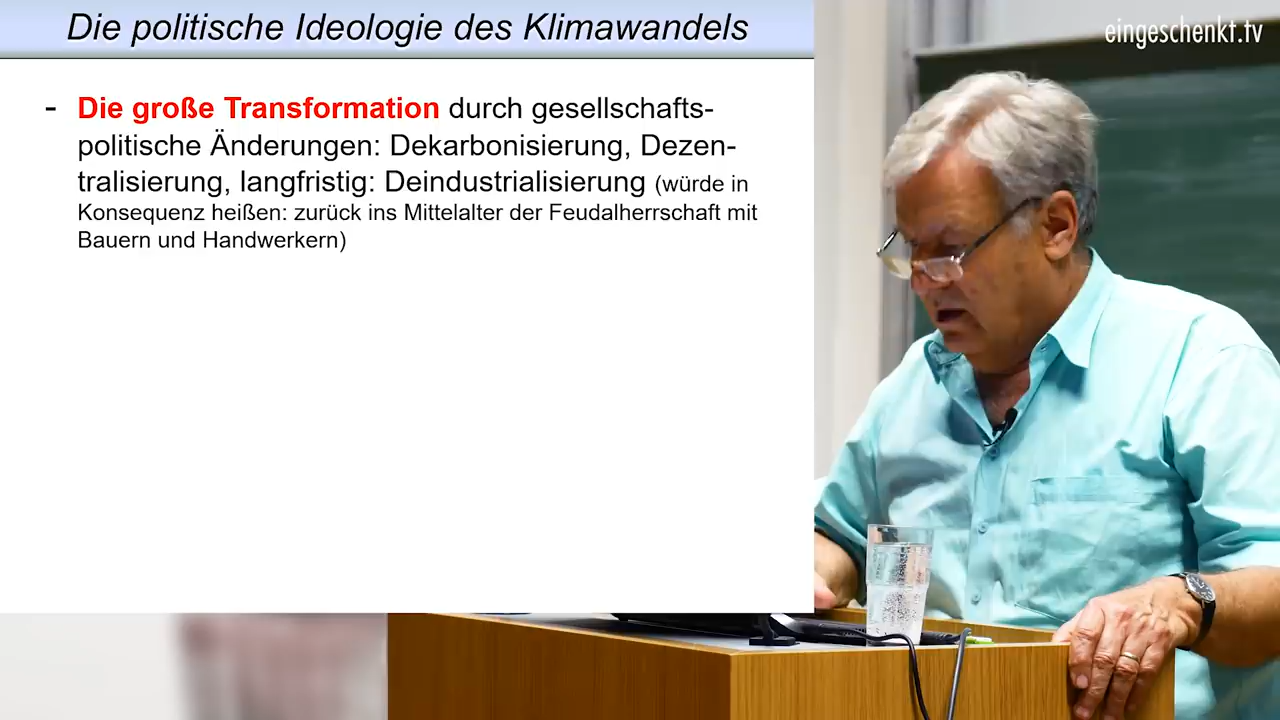 Die politische Ideologie des Klimawandels
eingeschenkt.tv
- Die große Transformation durch gesellschafts-
politische Änderungen: Dekarbonisierung, Dezen-
tralisierung, langfristig: Deindustrialisierung (würde in
Konsequenz heißen: zurück ins Mittelalter der Feudalherrschaft mit
Bauern und Handwerkern)